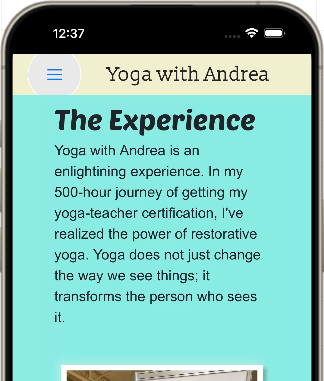 12:37
Yoga with Andrea
The Experience
Yoga with Andrea is an
enlightining experience. In my
500-hour journey of getting my
yoga-teacher certification, I've
realized the power of restorative
yoga. Yoga does not just change
the way we see things; it
transforms the person who sees
it.